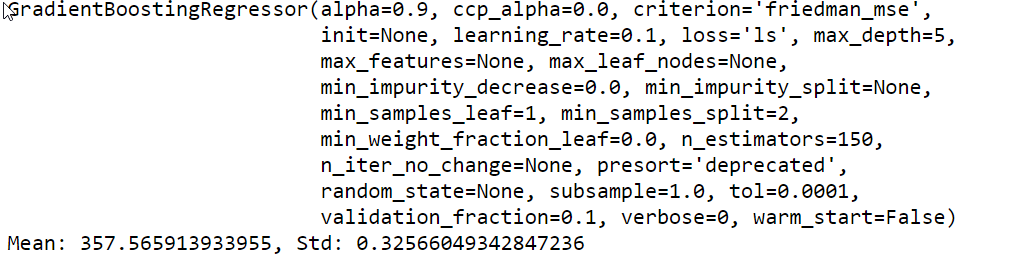 GradientBoostingRegressor(alpha=0.9, ccp_alpha=0.0, criterion='friedman_mse',
init=None, learning_rate=0.1, loss='ls', max_depth=5,
max_features=None, max_leaf_nodes=None,
min_impurity_decrease=0.0, min_impurity_split=None,
min_samples_leaf=1, min_samples_split=2,
min_weight_fraction_leaf=0.0, n_estimators=150,
n_iter_no_change=None, presort='deprecated',
random_state=None, subsample=1.0, tol=0.0001,
validation_fraction=0.1, verbose=0, warm_start=False)
Mean: 357.565913933955, Std: 0.32566049342847236